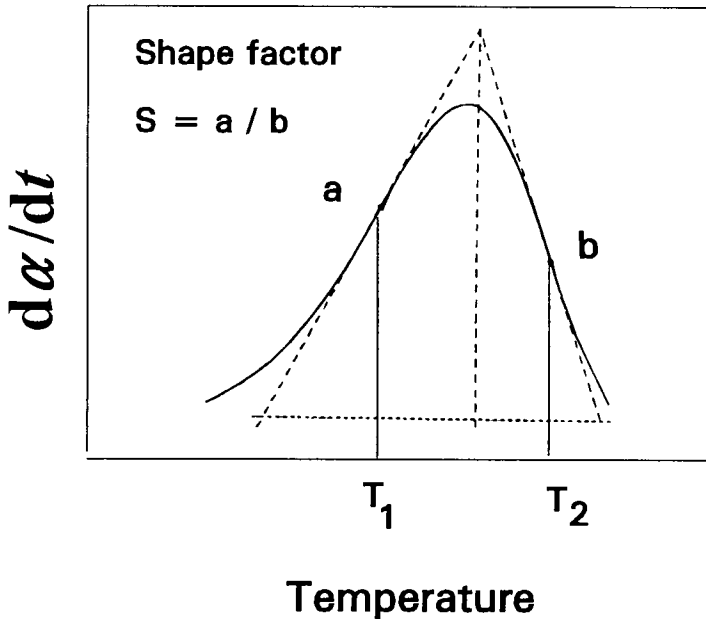 Shape factor
S = a / b
a
b
dα/dt
T₁
T₂
Temperature